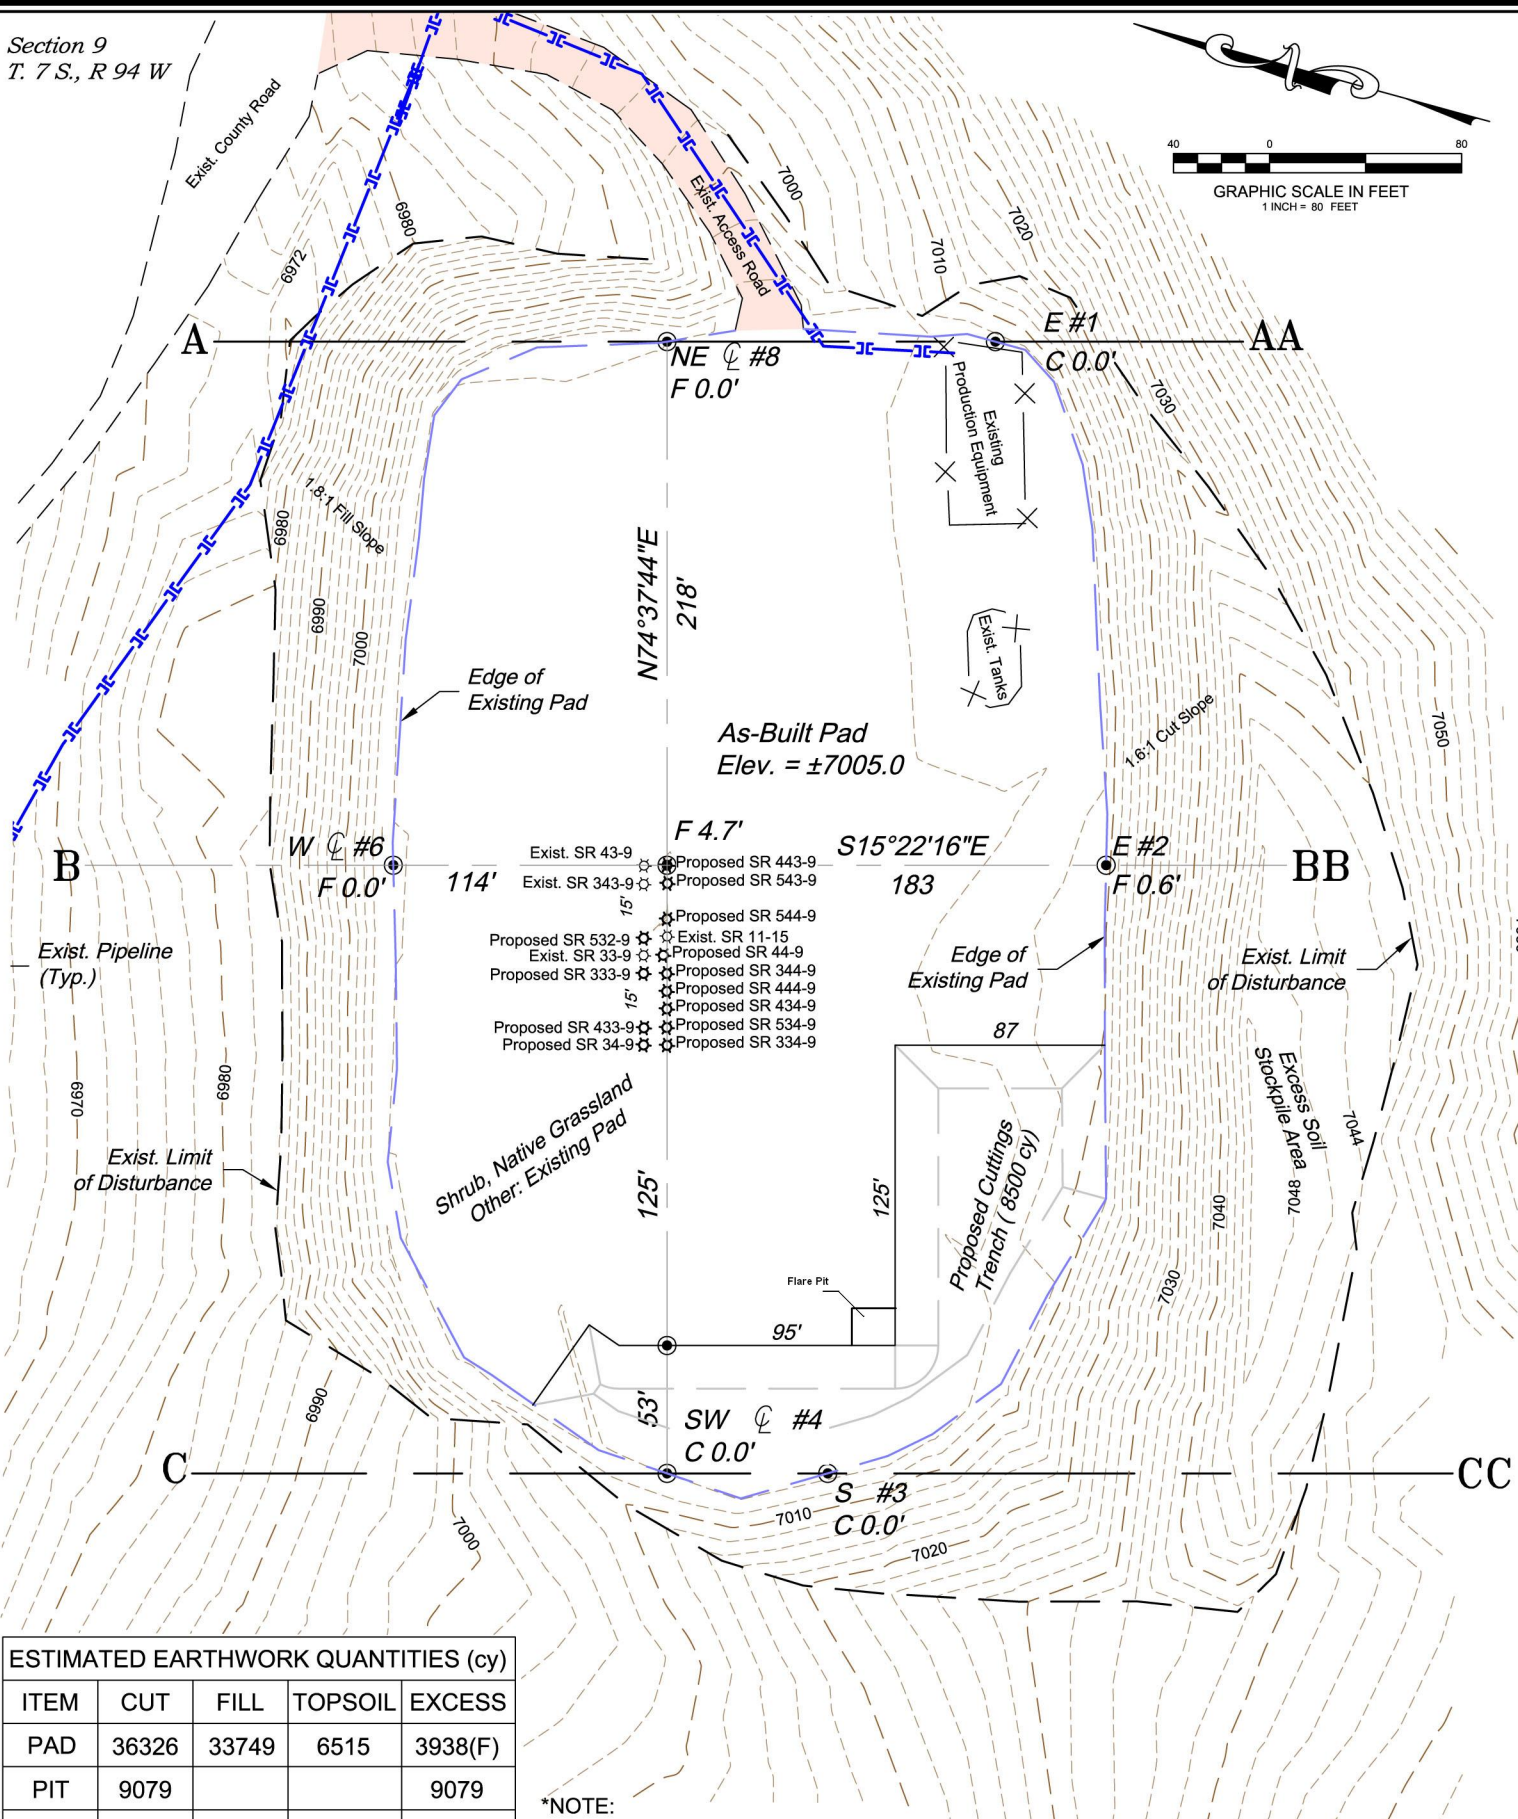 Section 9
T. 7 S., R 94 W
Exist. County Road
Exist. Access Road
40 0 80
GRAPHIC SCALE IN FEET
1 INCH = 80 FEET
6980
6972
7000
7010
7020
A
AA
NE ℄ #8
F 0.0'
E #1
C 0.0'
7030
Existing
Production Equipment
1.8:1 Fill Slope
6980
6990
7000
N74°37'44"E
218'
Exist. Tanks
Edge of
Existing Pad
As-Built Pad
Elev. = ±7005.0
1.6:1 Cut Slope
7050
B
BB
W ℄ #6
F 0.0'
114'
F 4.7'
S15°22'16"E
183
E #2
F 0.6'
Exist. SR 43-9
Proposed SR 443-9
Exist. SR 343-9
Proposed SR 543-9
15'
Proposed SR 544-9
Proposed SR 532-9
Exist. SR 11-15
Exist. SR 33-9
Proposed SR 44-9
Proposed SR 333-9
Proposed SR 344-9
15'
Proposed SR 444-9
Proposed SR 434-9
Proposed SR 433-9
Proposed SR 534-9
Proposed SR 34-9
Proposed SR 334-9
Exist. Pipeline
(Typ.)
Edge of
Existing Pad
Exist. Limit
of Disturbance
87
6970
6980
Excess Soil
Stockpile Area
7044
7048
7040
7030
Exist. Limit
of Disturbance
Shrub, Native Grassland
Other: Existing Pad
125'
125'
Proposed Cuttings
Trench ( 8500 cy)
Flare Pit
95'
53'
SW ℄ #4
C 0.0'
6990
C
CC
S #3
C 0.0'
7010
7020
7000
ESTIMATED EARTHWORK QUANTITIES (cy)
ITEM CUT FILL TOPSOIL EXCESS
PAD 36326 33749 6515 3938(F)
PIT 9079 9079
*NOTE: